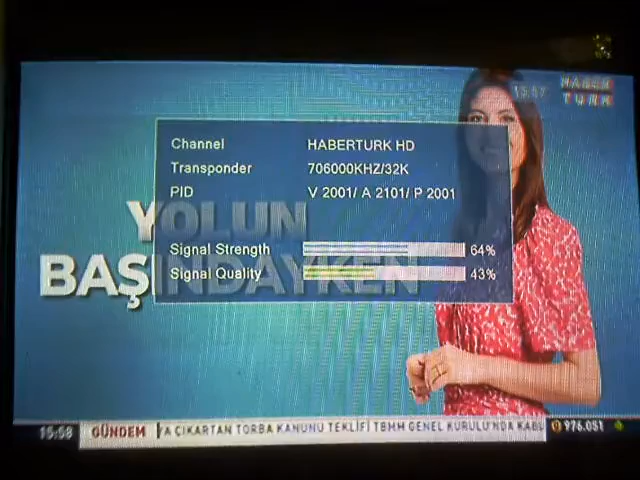 15:57
HABER
TURK
Channel HABERTURK HD
Transponder 706000KHZ/32K
PID V 2001/ A 2101/ P 2001
YOLUN
Signal Strength 64%
BAŞINDAYKEN
Signal Quality 43%
15:58 GÜNDEM YA ÇIKARTAN TORBA KANUNU TEKLİFİ TBMM GENEL KURULU'NDA KABU 976.051